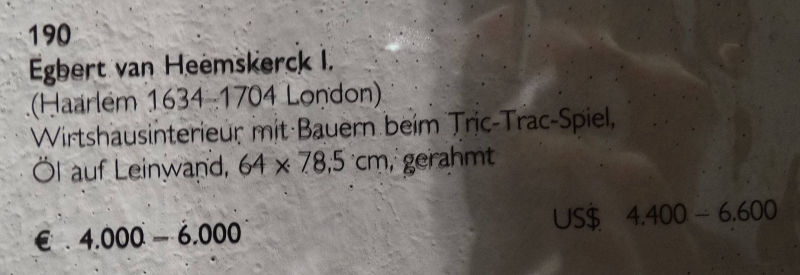 190
Egbert van Heemskerck I.
(Haarlem 1634–1704 London)
Wirtshausinterieur mit Bauern beim Tric-Trac-Spiel,
Öl auf Leinwand, 64 x 78,5 cm, gerahmt
€ 4.000 – 6.000 US$ 4.400 – 6.600